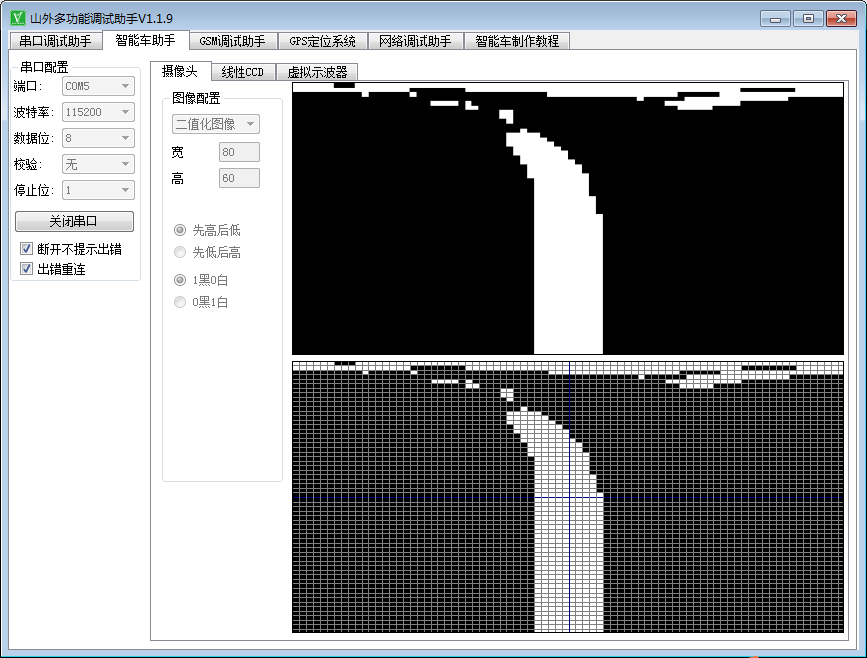 山外多功能调试助手V1.1.9
串口调试助手 智能车助手 GSM调试助手 GPS定位系统 网络调试助手 智能车制作教程
串口配置
端口: COM5
波特率: 115200
数据位: 8
校验: 无
停止位: 1
关闭串口
断开不提示出错
出错重连
摄像头 线性CCD 虚拟示波器
图像配置
二值化图像
宽 80
高 60
先高后低
先低后高
1黑0白
0黑1白